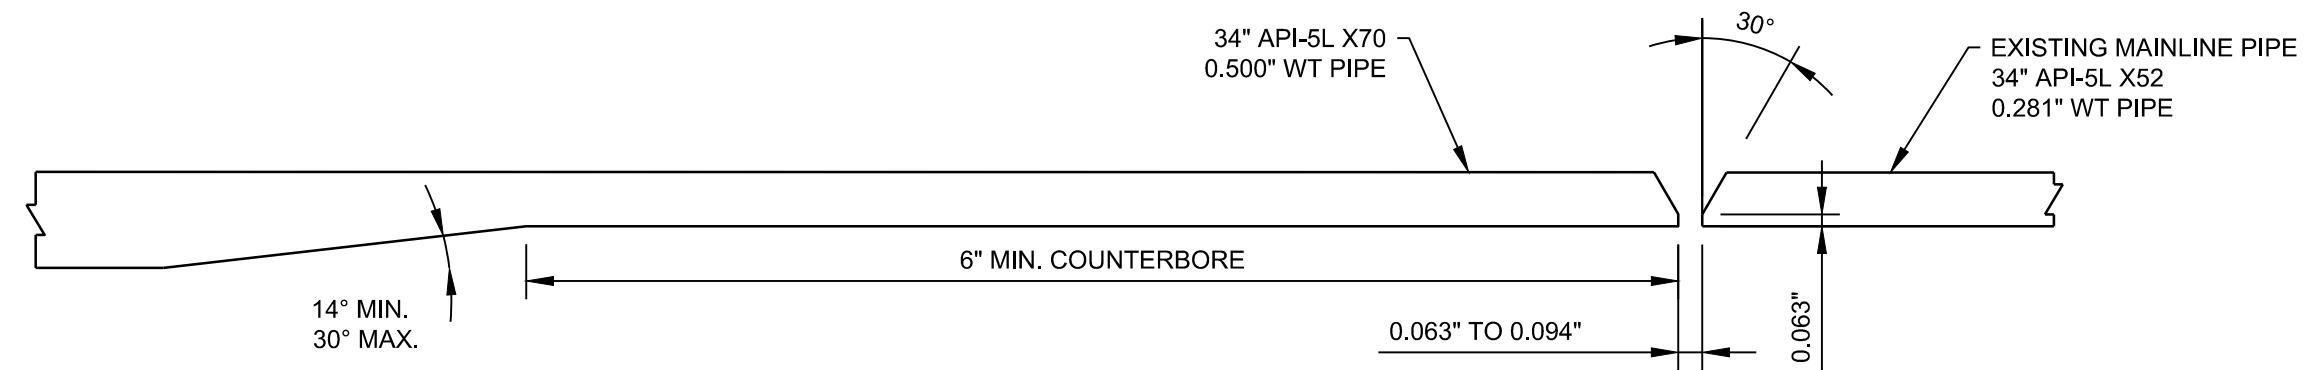 34" API-5L X70
0.500" WT PIPE
30°
EXISTING MAINLINE PIPE
34" API-5L X52
0.281" WT PIPE
6" MIN. COUNTERBORE
14° MIN.
30° MAX.
0.063" TO 0.094"
0.063"